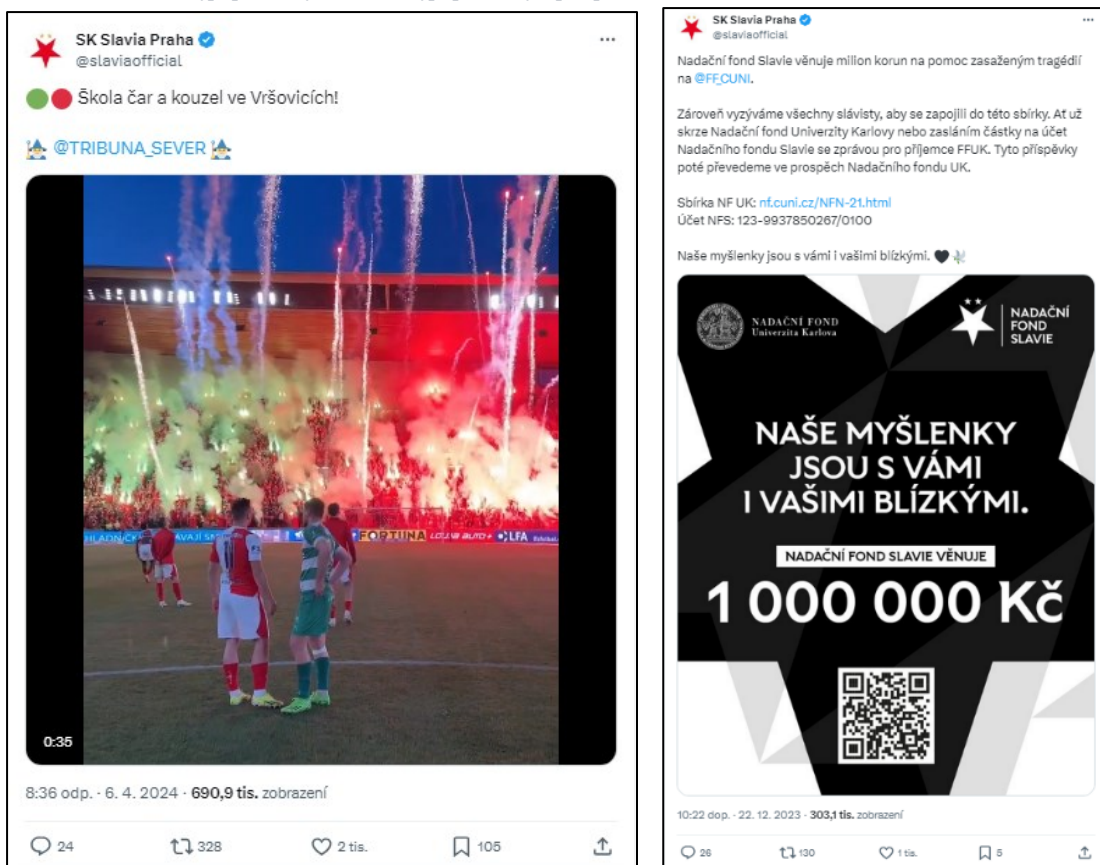 SK Slavia Praha
@slaviaofficial
Škola čar a kouzel ve Vršovicích!
@TRIBUNA_SEVER
FORTUNA
LFA
0:35
8:36 odp. · 6. 4. 2024 · 690,9 tis. zobrazení
24
328
2 tis.
105
SK Slavia Praha
@slaviaofficial
Nadační fond Slavie věnuje milion korun na pomoc zasaženým tragédií
na @FF_CUNI.
Zároveň vyzýváme všechny slávisty, aby se zapojili do této sbírky. Ať už
skrze Nadační fond Univerzity Karlovy nebo zasláním částky na účet
Nadačního fondu Slavie se zprávou pro příjemce FFUK. Tyto příspěvky
poté převedeme ve prospěch Nadačního fondu UK.
Sbírka NF UK: nf.cuni.cz/NFN-21.html
Účet NFS: 123-9937850267/0100
Naše myšlenky jsou s vámi i vašimi blízkými.
NADAČNÍ FOND
Univerzita Karlova
NADAČNÍ
FOND
SLAVIE
NAŠE MYŠLENKY
JSOU S VÁMI
I VAŠIMI BLÍZKÝMI.
NADAČNÍ FOND SLAVIE VĚNUJE
1 000 000 Kč
10:22 dop. · 22. 12. 2023 · 303,1 tis. zobrazení
26
130
1 tis.
5